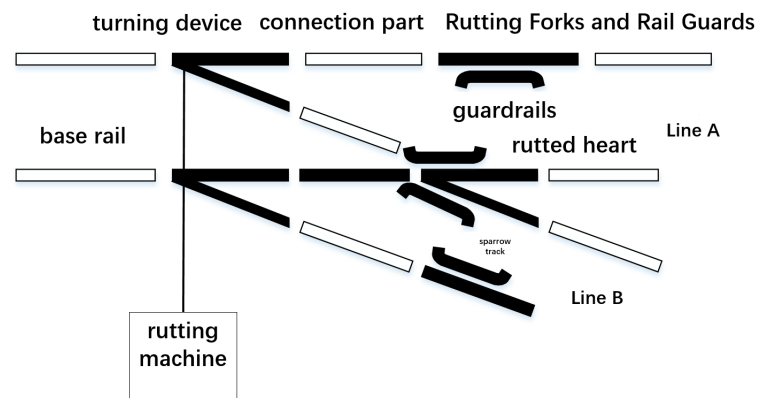 turning device
connection part
Rutting Forks and Rail Guards
guardrails
base rail
Line A
rutted heart
sparrow
track
Line B
rutting
machine